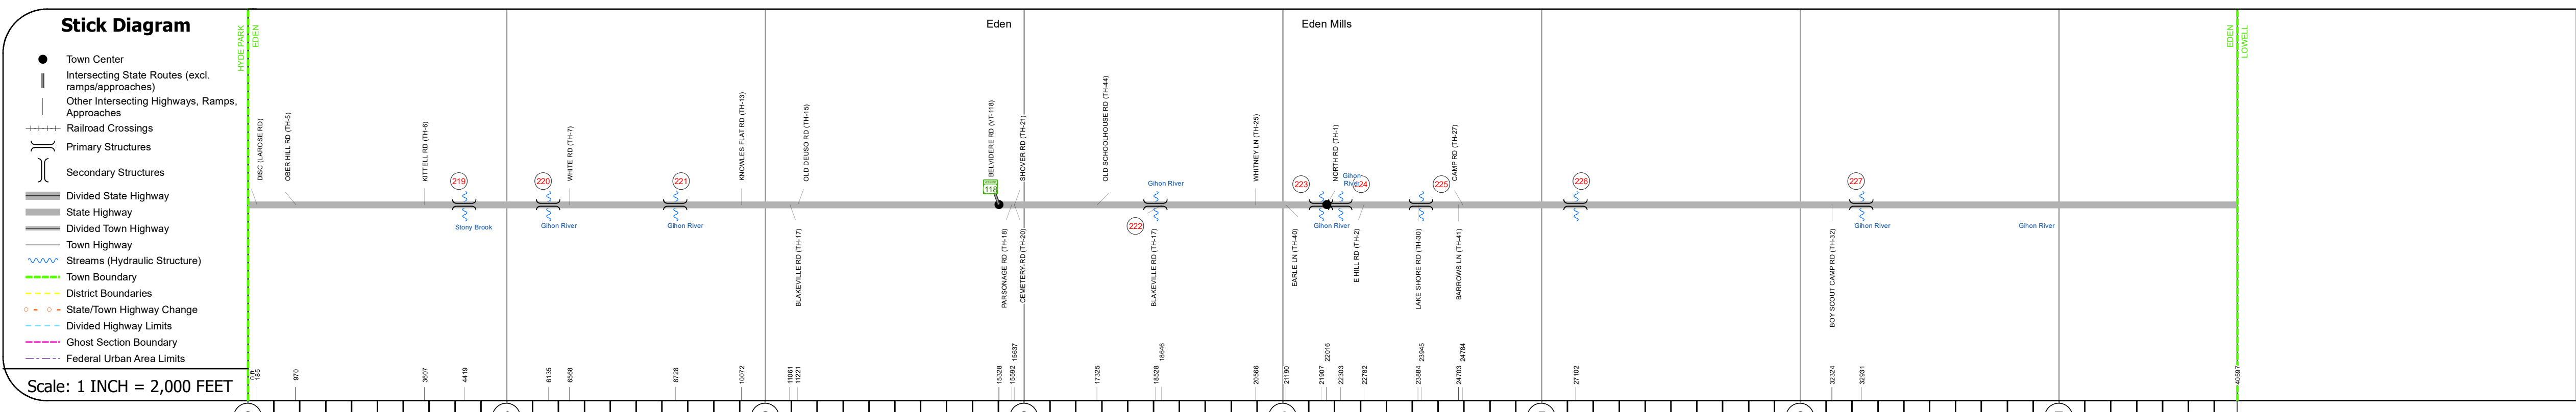 Stick Diagram
Town Center
Intersecting State Routes (excl.
ramps/approaches)
Other Intersecting Highways, Ramps,
Approaches
Railroad Crossings
Primary Structures
Secondary Structures
Divided State Highway
State Highway
Divided Town Highway
Town Highway
Streams (Hydraulic Structure)
Town Boundary
District Boundaries
State/Town Highway Change
Divided Highway Limits
Ghost Section Boundary
Federal Urban Area Limits
Scale: 1 INCH = 2,000 FEET
HYDE PARK
EDEN
Eden
Eden Mills
EDEN
LOWELL
DISC (LAROSE RD)
OBER HILL RD (TH-5)
KITTELL RD (TH-6)
WHITE RD (TH-7)
KNOWLES FLAT RD (TH-13)
OLD DEUSO RD (TH-15)
BELVIDERE RD (VT-118)
SHOVER RD (TH-21)
OLD SCHOOLHOUSE RD (TH-44)
WHITNEY LN (TH-25)
NORTH RD (TH-1)
CAMP RD (TH-27)
219
220
221
118
Gihon River
223
Gihon
River
224
225
226
227
Stony Brook
Gihon River
Gihon River
222
Gihon River
Gihon River
Gihon River
BLAKEVILLE RD (TH-17)
PARSONAGE RD (TH-18)
CEMETERY RD (TH-20)
BLAKEVILLE RD (TH-17)
EARLE LN (TH-40)
E HILL RD (TH-2)
LAKE SHORE RD (TH-30)
BARROWS LN (TH-41)
BOY SCOUT CAMP RD (TH-32)
185
970
3607
4419
6135
6568
8728
10072
11061
11221
15328
15592
15637
17325
18528
18646
20566
21190
21907
22016
22303
22782
23884
23945
24703
24784
27102
32324
32931
40597